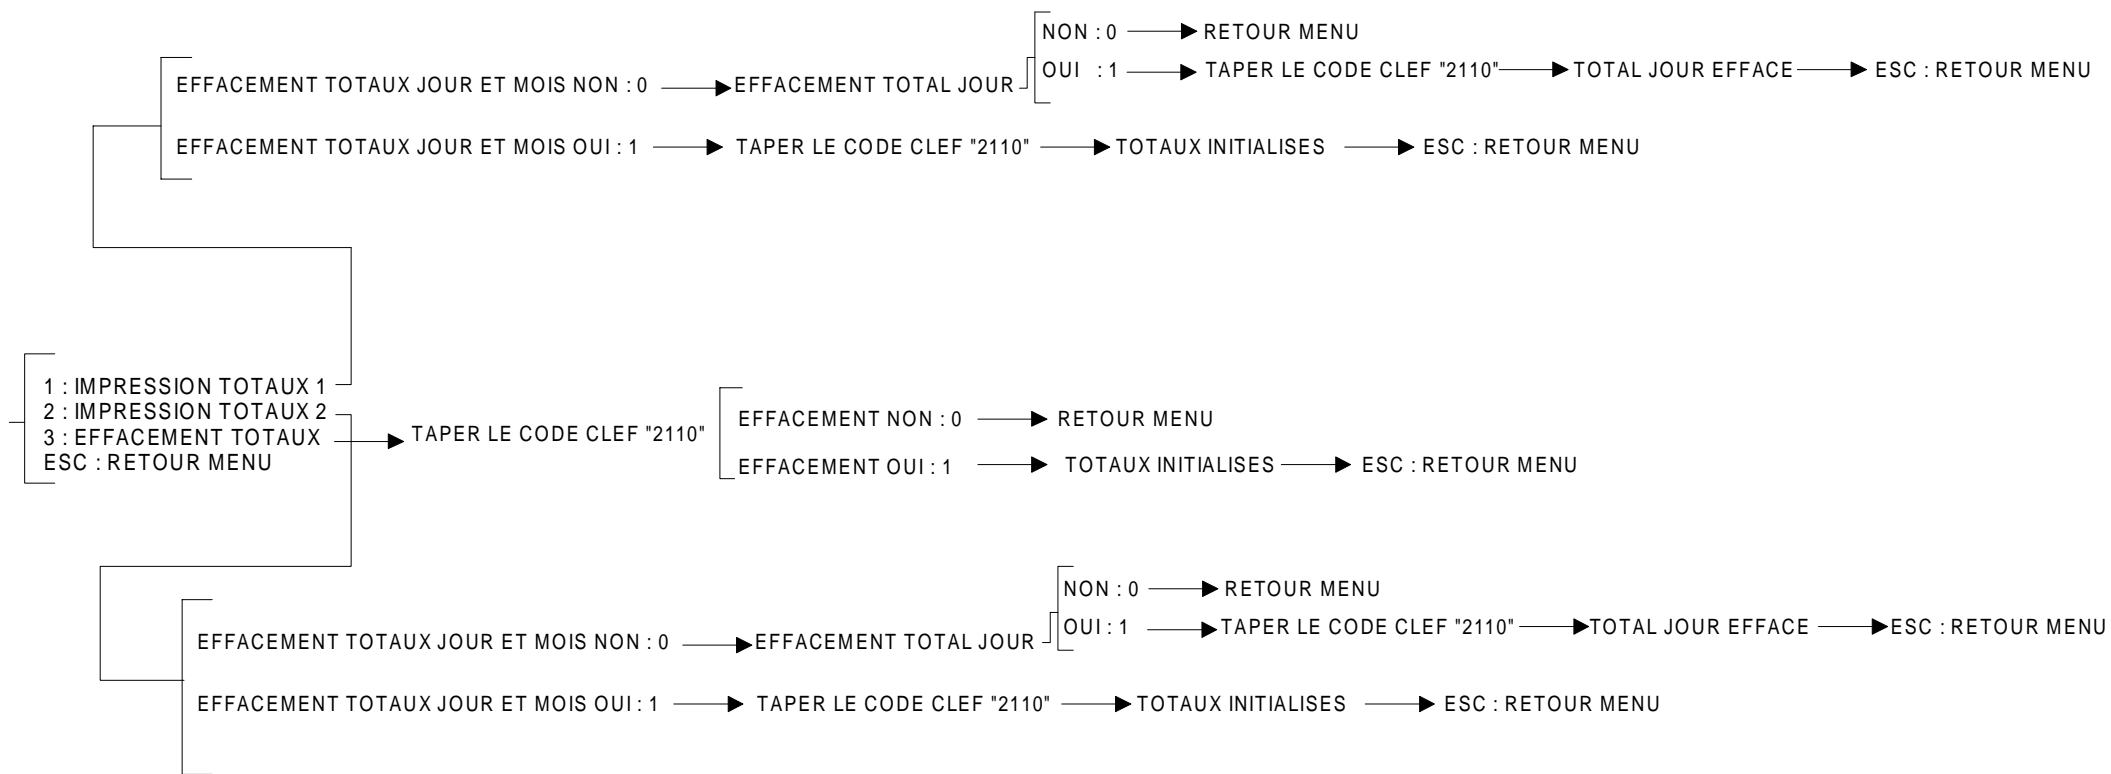 NON : 0 RETOUR MENU
OUI : 1 TAPER LE CODE CLEF "2110" TOTAL JOUR EFFACE ESC : RETOUR MENU
EFFACEMENT TOTAUX JOUR ET MOIS NON : 0 EFFACEMENT TOTAL JOUR
EFFACEMENT TOTAUX JOUR ET MOIS OUI : 1 TAPER LE CODE CLEF "2110" TOTAUX INITIALISES ESC : RETOUR MENU
1 : IMPRESSION TOTAUX 1
2 : IMPRESSION TOTAUX 2
3 : EFFACEMENT TOTAUX
ESC : RETOUR MENU
TAPER LE CODE CLEF "2110"
EFFACEMENT NON : 0 RETOUR MENU
EFFACEMENT OUI : 1 TOTAUX INITIALISES ESC : RETOUR MENU
NON : 0 RETOUR MENU
OUI : 1 TAPER LE CODE CLEF "2110" TOTAL JOUR EFFACE ESC : RETOUR MENU
EFFACEMENT TOTAUX JOUR ET MOIS NON : 0 EFFACEMENT TOTAL JOUR
EFFACEMENT TOTAUX JOUR ET MOIS OUI : 1 TAPER LE CODE CLEF "2110" TOTAUX INITIALISES ESC : RETOUR MENU